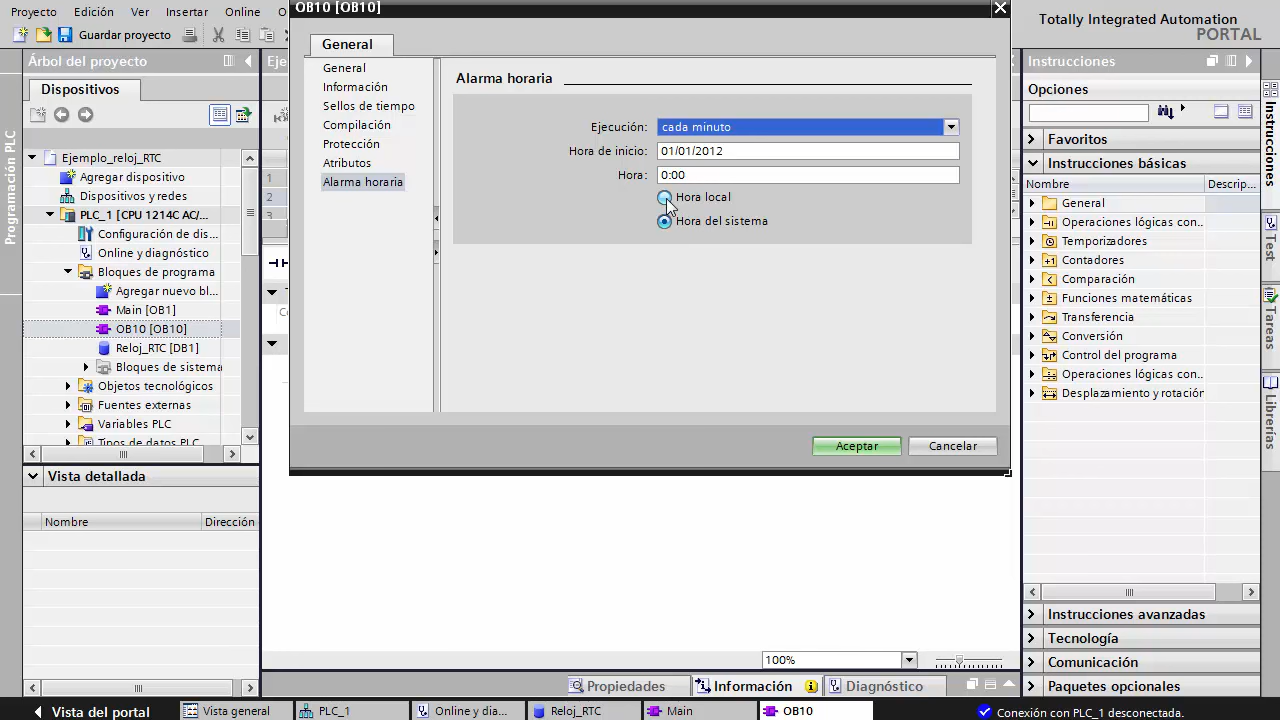 OB10 [OB10]
Proyecto Edición Ver Insertar Online
Totally Integrated Automation
PORTAL
Guardar proyecto
Árbol del proyecto
Dispositivos
Programación PLC
Ejemplo_reloj_RTC
Agregar dispositivo
Dispositivos y redes
PLC_1 [CPU 1214C AC/...
Configuración de dis...
Online y diagnóstico
Bloques de programa
Agregar nuevo bl...
Main [OB1]
OB10 [OB10]
Reloj_RTC [DB1]
Bloques de sistema
Objetos tecnológicos
Fuentes externas
Variables PLC
Tipos de datos PLC
Vista detallada
Nombre Dirección
1
2
3
General
General
Información
Sellos de tiempo
Compilación
Protección
Atributos
Alarma horaria
Alarma horaria
Ejecución: cada minuto
Hora de inicio: 01/01/2012
Hora: 0:00
Hora local
Hora del sistema
Aceptar Cancelar
100%
Propiedades Información Diagnóstico
Instrucciones
Opciones
Favoritos
Instrucciones básicas
Nombre Descrip...
General
Operaciones lógicas con..
Temporizadores
Contadores
Comparación
Funciones matemáticas
Transferencia
Conversión
Control del programa
Operaciones lógicas con..
Desplazamiento y rotación
Instrucciones avanzadas
Tecnología
Comunicación
Paquetes opcionales
Instrucciones
Test
Tareas
Librerías
Vista del portal Vista general PLC_1 Online y dia... Reloj_RTC Main OB10 Conexión con PLC_1 desconectada.